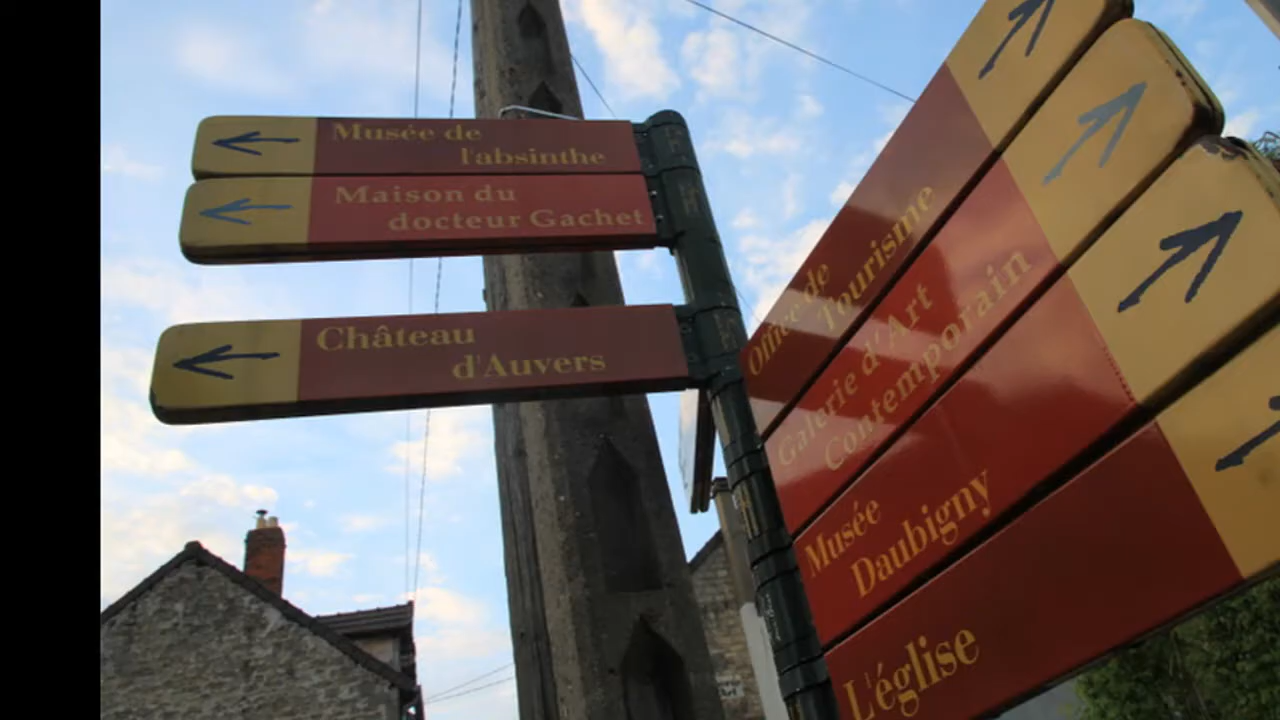 Musée de
l'absinthe
Maison du
docteur Gachet
Château
d'Auvers
Office de
Tourisme
Galerie d'Art
Contemporain
Musée
Daubigny
L'église